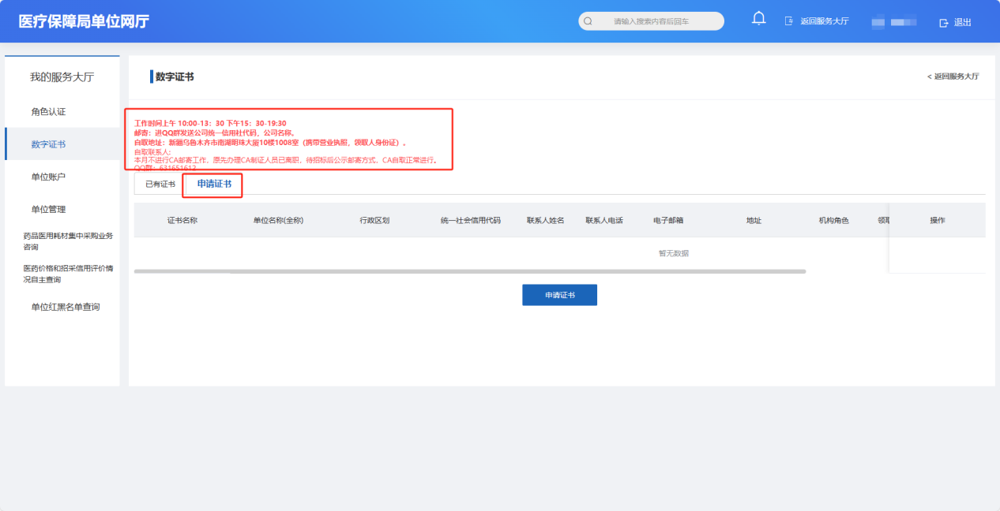 医疗保障局单位网厅
请输入搜索内容后回车
返回服务大厅
退出
我的服务大厅
角色认证
数字证书
单位账户
单位管理
药品医用耗材集中采购业务
咨询
医药价格和招采信用评价情
况自主查询
单位红黑名单查询
数字证书
< 返回服务大厅
工作时间上午 10:00-13：30 下午15：30-19:30
邮寄：进QQ群发送公司统一信用社代码，公司名称。
自取地址：新疆乌鲁木齐市南湖明珠大厦10楼1008室（携带营业执照，领取人身份证）。
自取联系人：
本月不进行CA邮寄工作，原先办理CA制证人员已离职，待招标后公示邮寄方式，CA自取正常进行。
QQ群：631651612
已有证书 申请证书
证书名称 单位名称(全称) 行政区划 统一社会信用代码 联系人姓名 联系人电话 电子邮箱 地址 机构角色 领取 操作
暂无数据
申请证书